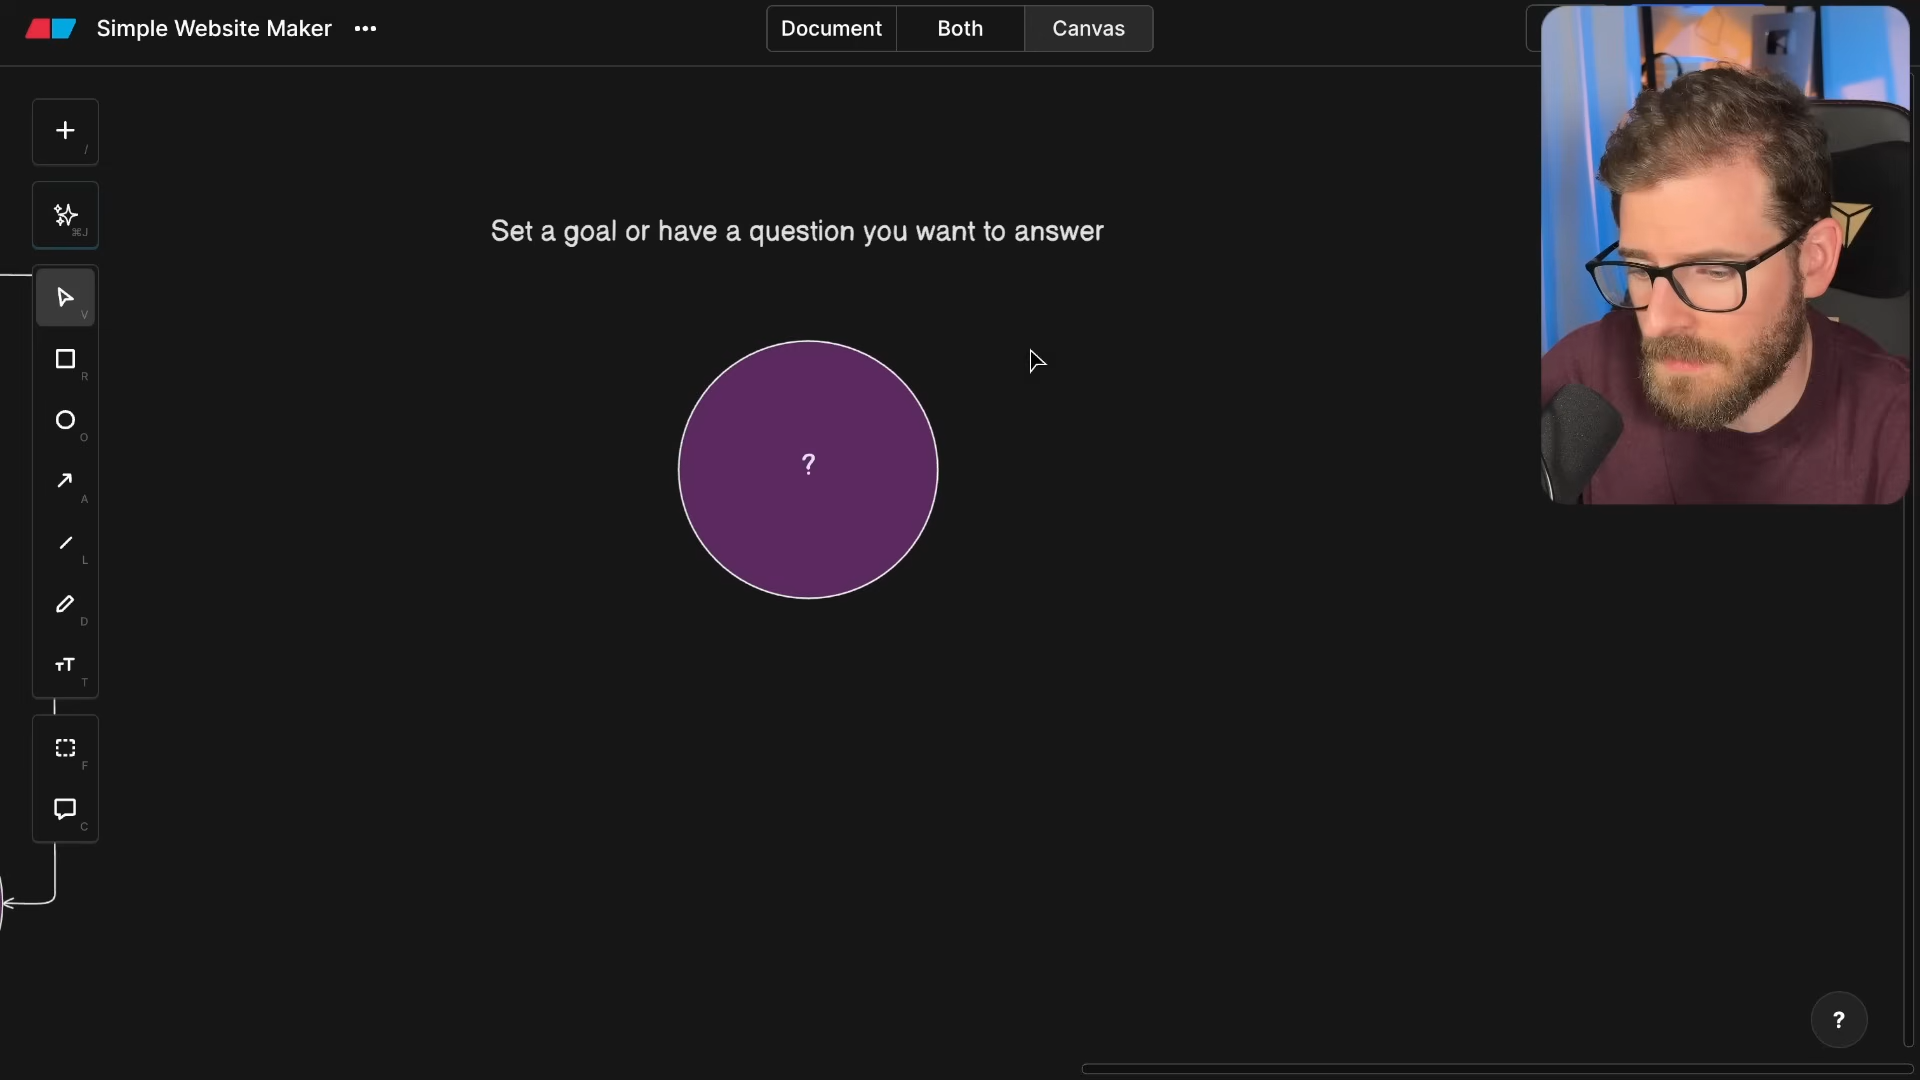 Simple Website Maker
Document
Both
Canvas
/
⌘J
Set a goal or have a question you want to answer
V
R
?
O
A
L
D
T
F
C
?